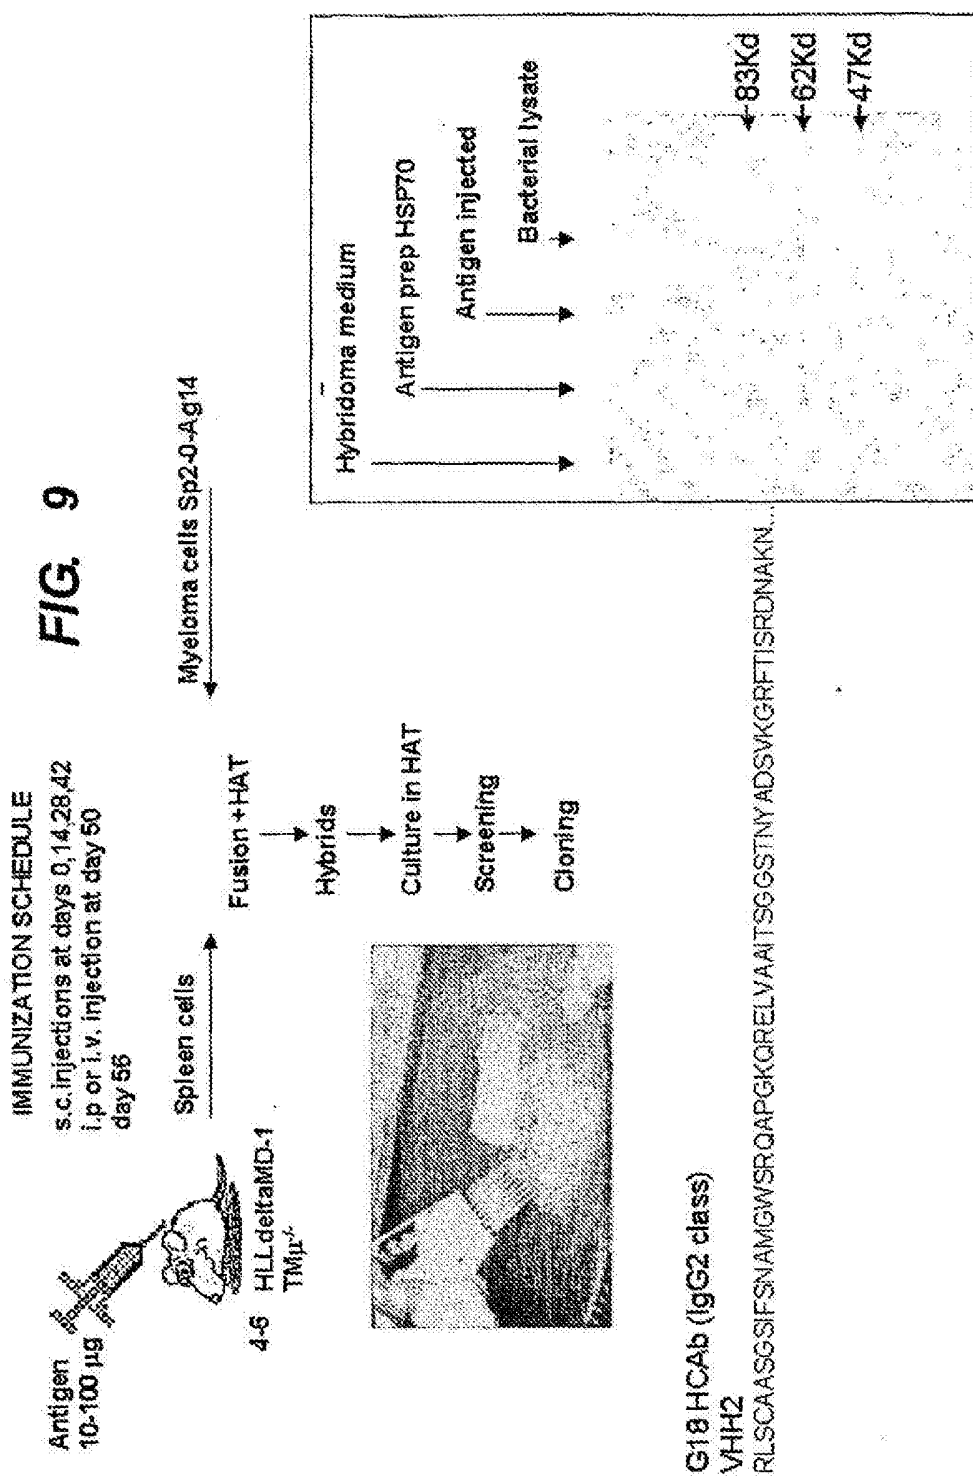 FIG. 9
IMMUNIZATION SCHEDULE
s.c. injections at days 0,14,28,42
i.p or i.v. injection at day 50
day 56
Antigen
10-100 µg
4-6
HLL deltaMD-1
TMµ-/-
Spleen cells
Myeloma cells Sp2-0-Ag14
Fusion +HAT
Hybrids
Culture in HAT
Screening
Cloning
Hybridoma medium
Antigen prep HSP70
Antigen injected
Bacterial lysate
83Kd
62Kd
47Kd
G18 HCAb (IgG2 class)
VHH2
RLSCAASGSIFSNAMGWSRQAPGKQRELVAAITSGGSTNYADSVKGRFTISRDNAKN...